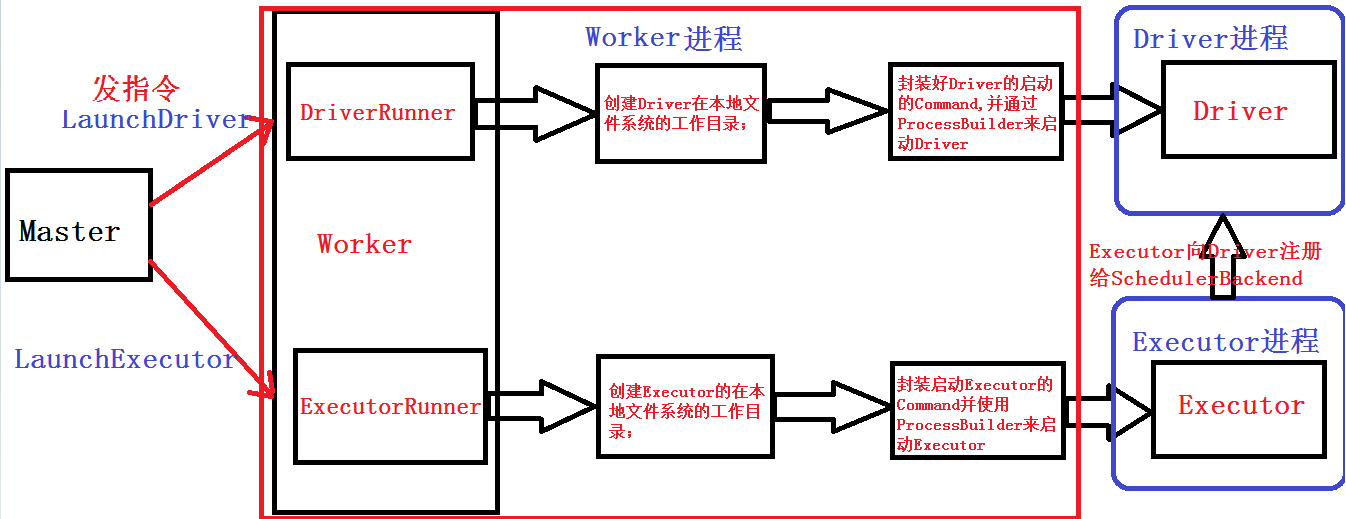 发指令
LaunchDriver
Master
LaunchExecutor
DriverRunner
Worker
ExecutorRunner
Worker进程
创建Driver在本地文
件系统的工作目录;
封装好Driver的启动
的Command,并通过
ProcessBuilder来启
动Driver
Driver进程
Driver
Executor向Driver注册
给SchedulerBackend
创建Executor的在本
地文件系统的工作目
录;
封装启动Executor的
Command并使用
ProcessBuilder来启
动Executor
Executor进程
Executor